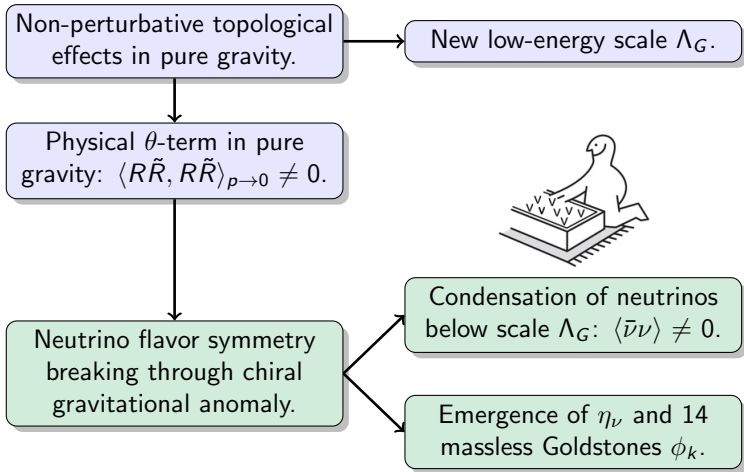 Non-perturbative topological
effects in pure gravity.
New low-energy scale Λ_G.
Physical θ-term in pure
gravity: ⟨RR̃, RR̃⟩_{p→0} ≠ 0.
Neutrino flavor symmetry
breaking through chiral
gravitational anomaly.
Condensation of neutrinos
below scale Λ_G: ⟨ν̄ν⟩ ≠ 0.
Emergence of η_ν and 14
massless Goldstones ϕ_k.